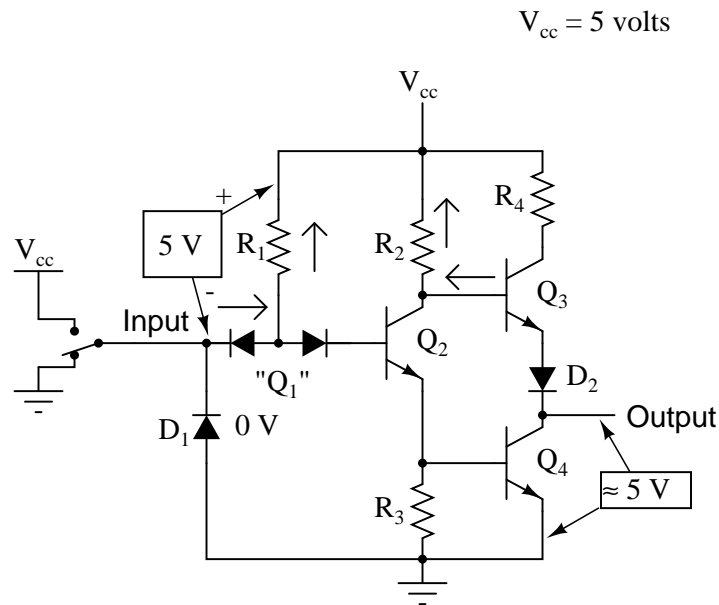 V_cc = 5 volts
V_cc
R_4
+
5 V
R_1
R_2
V_cc
-
Q_3
Input
Q_2
"Q_1"
D_2
D_1
0 V
Output
Q_4
≈ 5 V
R_3